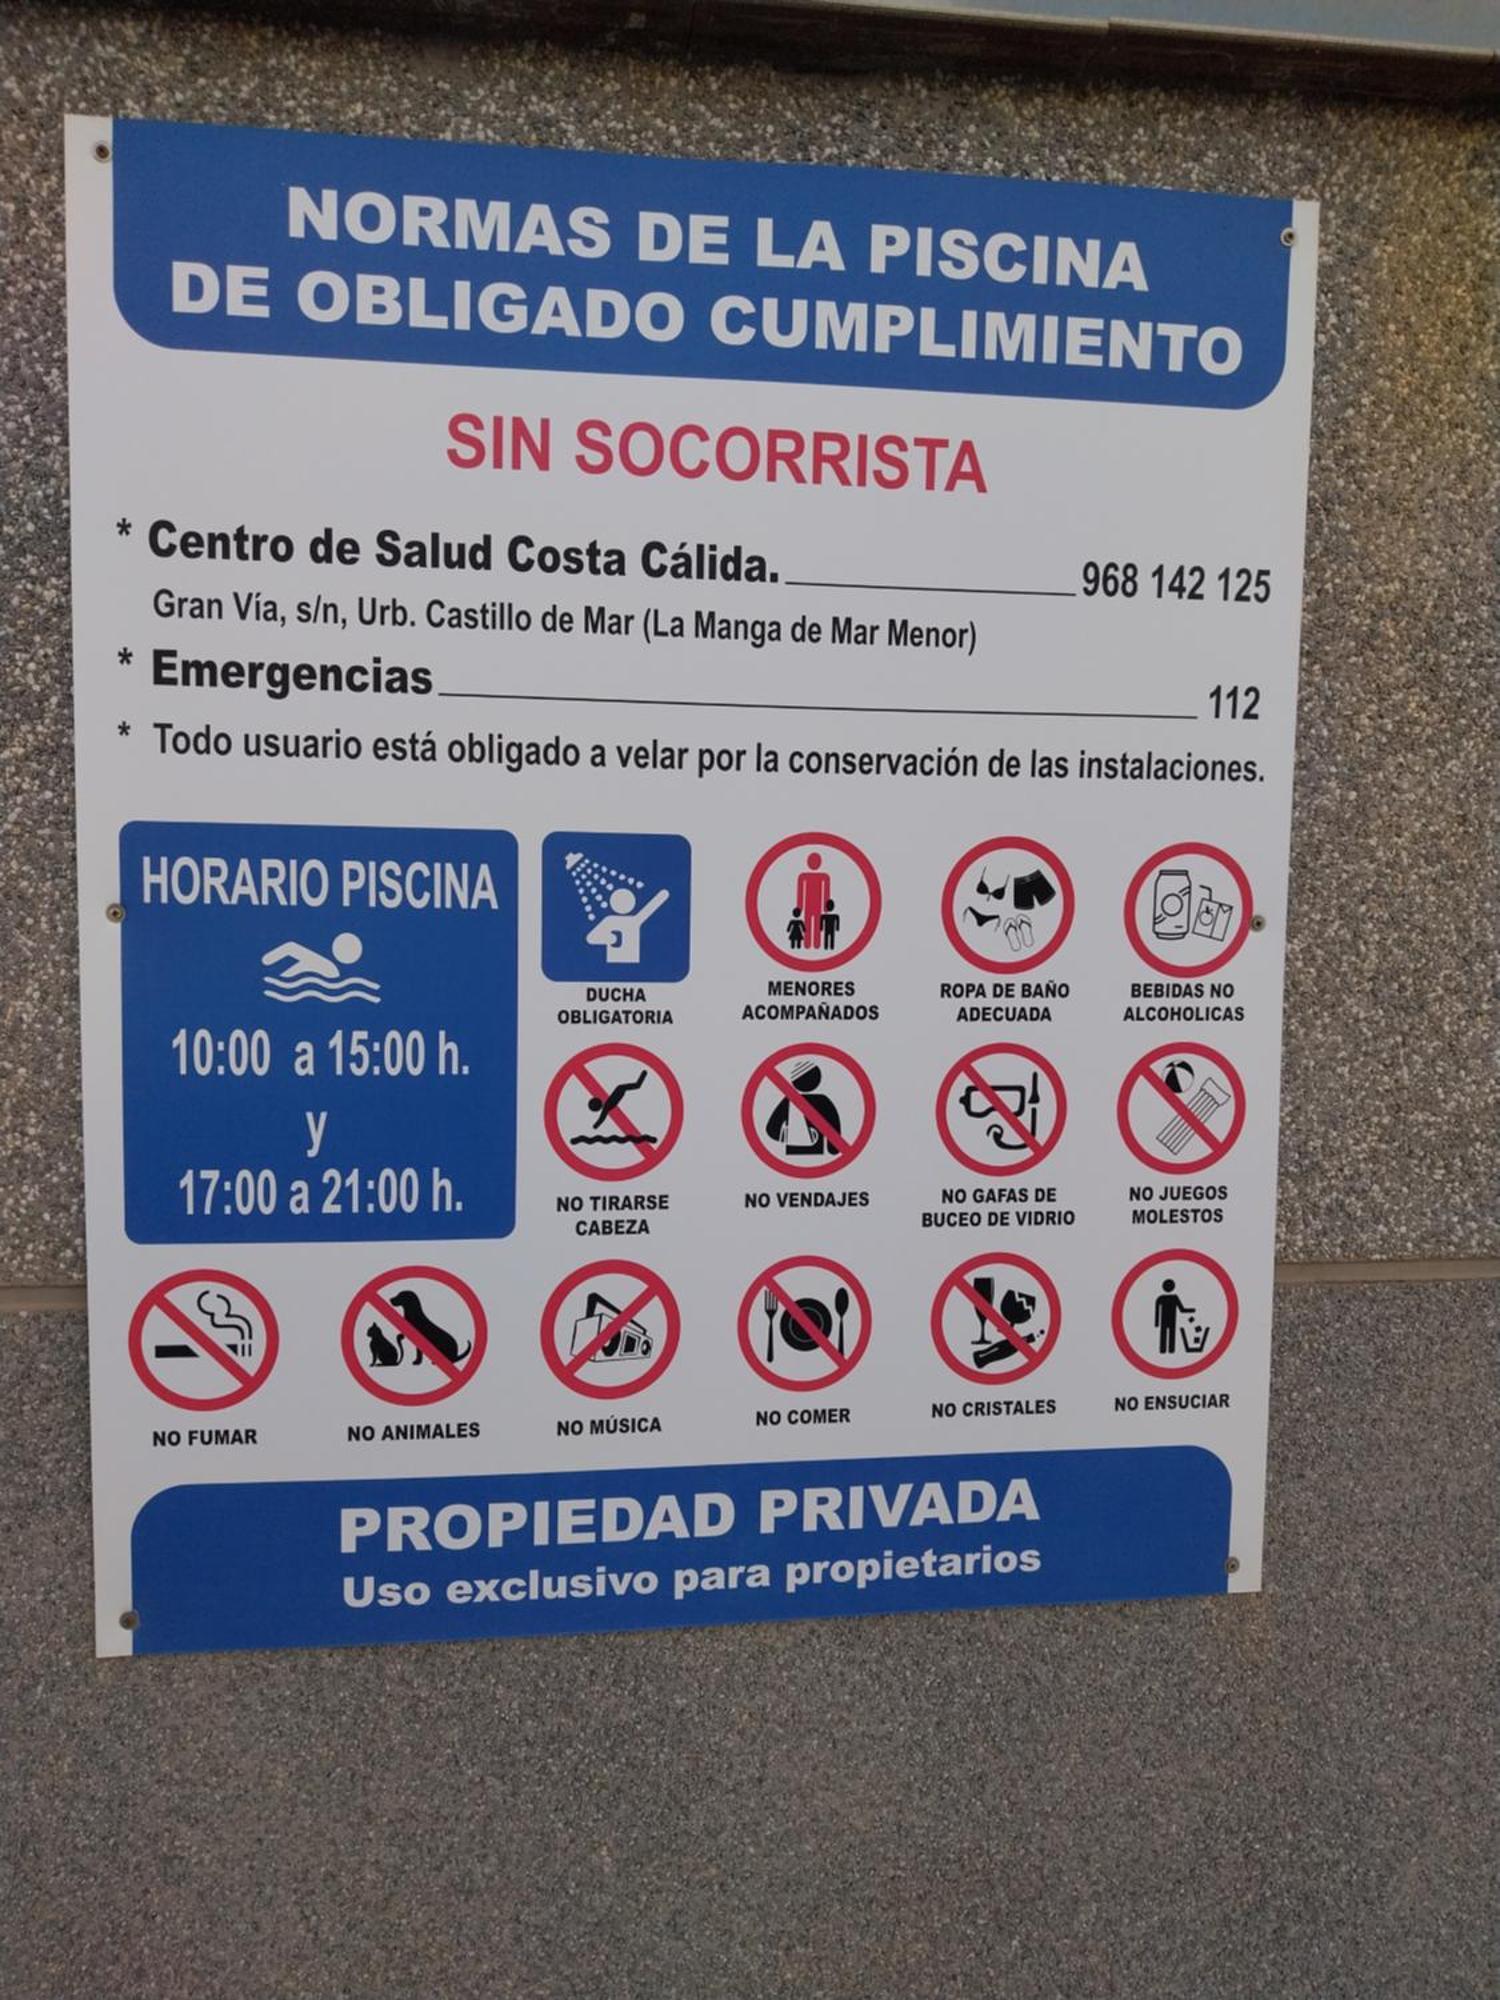 NORMAS DE LA PISCINA
DE OBLIGADO CUMPLIMIENTO
SIN SOCORRISTA
* Centro de Salud Costa Cálida. 968 142 125
Gran Vía, s/n, Urb. Castillo de Mar (La Manga de Mar Menor)
* Emergencias 112
* Todo usuario está obligado a velar por la conservación de las instalaciones.
HORARIO PISCINA
10:00 a 15:00 h.
y
17:00 a 21:00 h.
DUCHA
OBLIGATORIA
MENORES
ACOMPAÑADOS
ROPA DE BAÑO
ADECUADA
BEBIDAS NO
ALCOHOLICAS
NO TIRARSE
CABEZA
NO VENDAJES
NO GAFAS DE
BUCEO DE VIDRIO
NO JUEGOS
MOLESTOS
NO FUMAR
NO ANIMALES
NO MÚSICA
NO COMER
NO CRISTALES
NO ENSUCIAR
PROPIEDAD PRIVADA
Uso exclusivo para propietarios